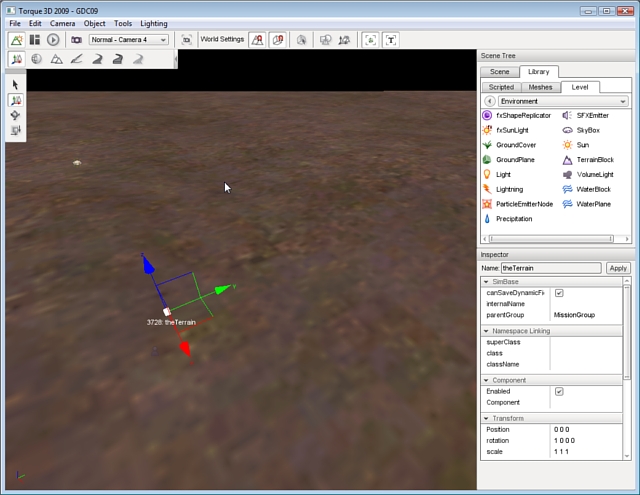 Torque 3D 2009 - GDC09
File Edit Camera Object Tools Lighting
Normal - Camera 4 World Settings T
Scene Tree
Scene Library
Scripted Meshes Level
Environment
fxShapeReplicator SFXEmitter
fxSunLight SkyBox
GroundCover Sun
GroundPlane TerrainBlock
Light VolumeLight
Lightning WaterBlock
ParticleEmitterNode WaterPlane
Precipitation
Inspector
Name: theTerrain Apply
SimBase
canSaveDynamicFi
internalName
parentGroup MissionGroup
Namespace Linking
superClass
class
className
Component
Enabled
Component
Transform
Position 0 0 0
rotation 1 0 0 0
scale 1 1 1
3728: theTerrain